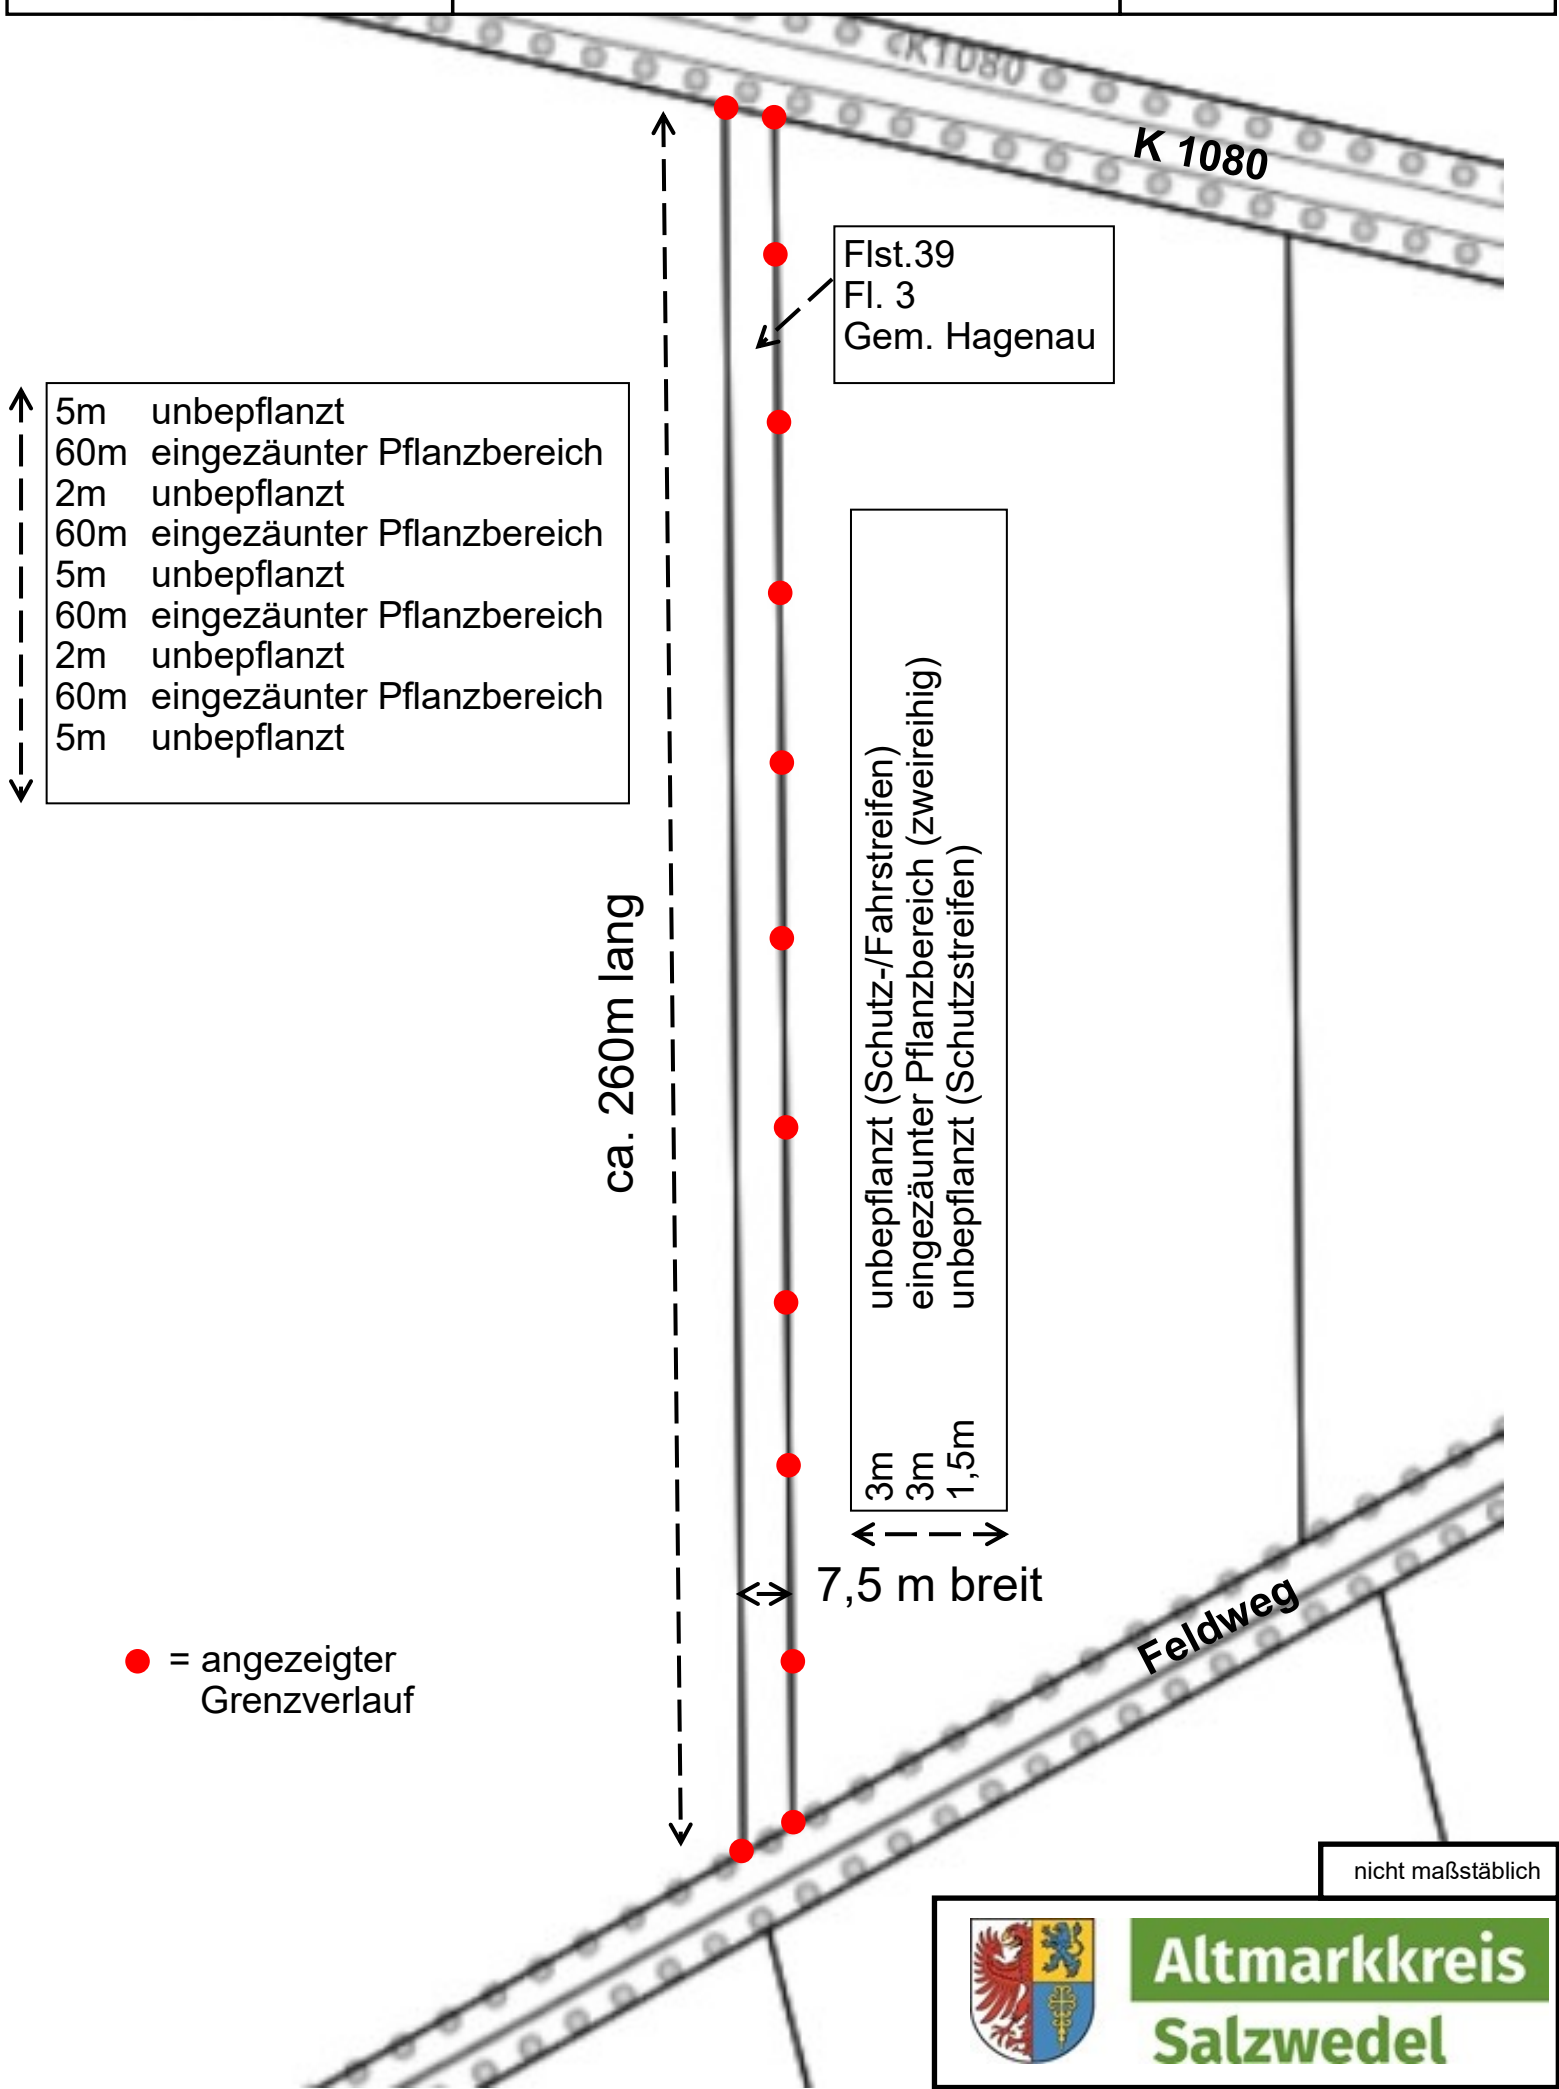 K1080
K 1080
Flst.39
Fl. 3
Gem. Hagenau
5m unbepflanzt
60m eingezäunter Pflanzbereich
2m unbepflanzt
60m eingezäunter Pflanzbereich
5m unbepflanzt
60m eingezäunter Pflanzbereich
2m unbepflanzt
60m eingezäunter Pflanzbereich
5m unbepflanzt
ca. 260m lang
3m unbepflanzt (Schutz-/Fahrstreifen)
3m eingezäunter Pflanzbereich (zweireihig)
1,5m unbepflanzt (Schutzstreifen)
7,5 m breit
Feldweg
= angezeigter
Grenzverlauf
nicht maßstäblich
Altmarkkreis
Salzwedel